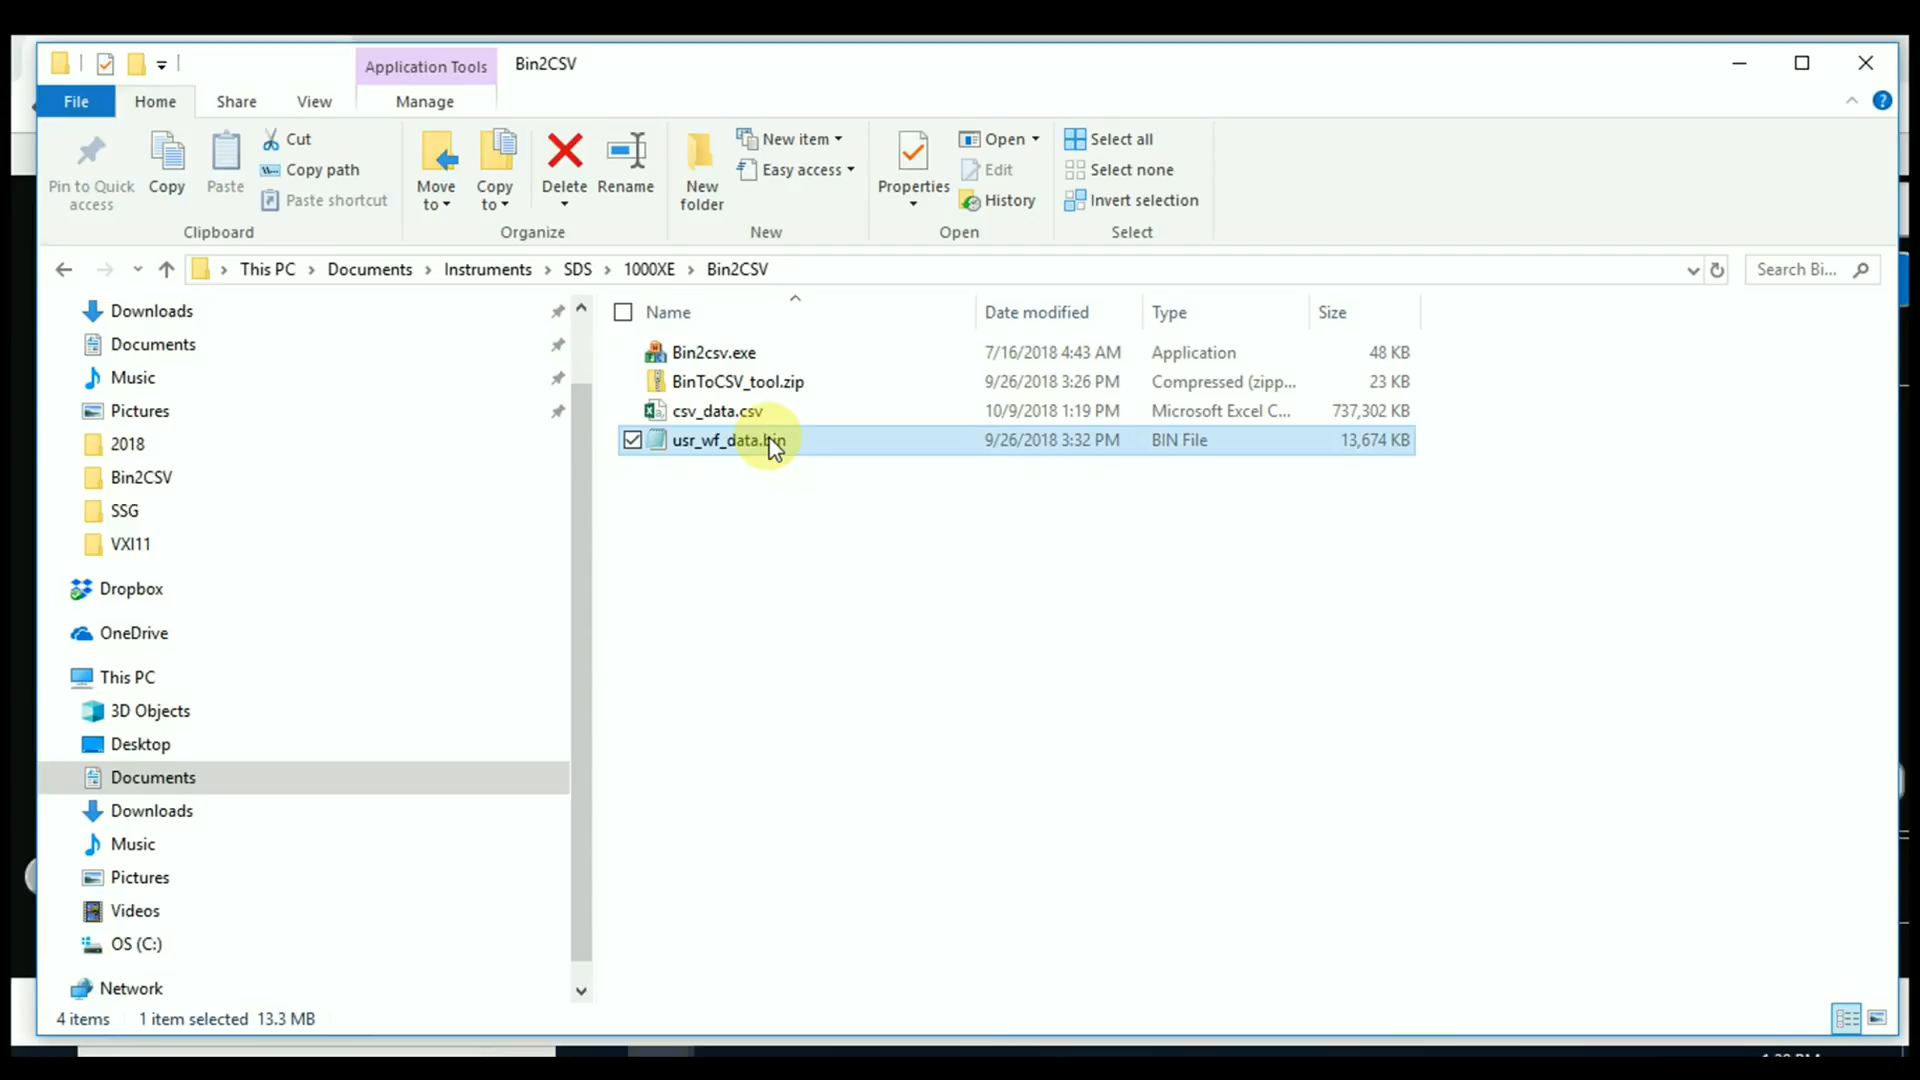 Application Tools
Bin2CSV
File
Home
Share
View
Manage
Pin to Quick
access
Copy
Paste
Cut
Copy path
Paste shortcut
Clipboard
Move
to
Copy
to
Delete
Rename
Organize
New
folder
New item
Easy access
New
Properties
Open
Edit
History
Open
Select all
Select none
Invert selection
Select
This PC > Documents > Instruments > SDS > 1000XE > Bin2CSV
Search Bi...
Name
Date modified
Type
Size
Bin2csv.exe 7/16/2018 4:43 AM Application 48 KB
BinToCSV_tool.zip 9/26/2018 3:26 PM Compressed (zipp... 23 KB
csv_data.csv 10/9/2018 1:19 PM Microsoft Excel C... 737,302 KB
usr_wf_data.bin 9/26/2018 3:32 PM BIN File 13,674 KB
Downloads
Documents
Music
Pictures
2018
Bin2CSV
SSG
VXI11
Dropbox
OneDrive
This PC
3D Objects
Desktop
Documents
Downloads
Music
Pictures
Videos
OS (C:)
Network
4 items
1 item selected 13.3 MB